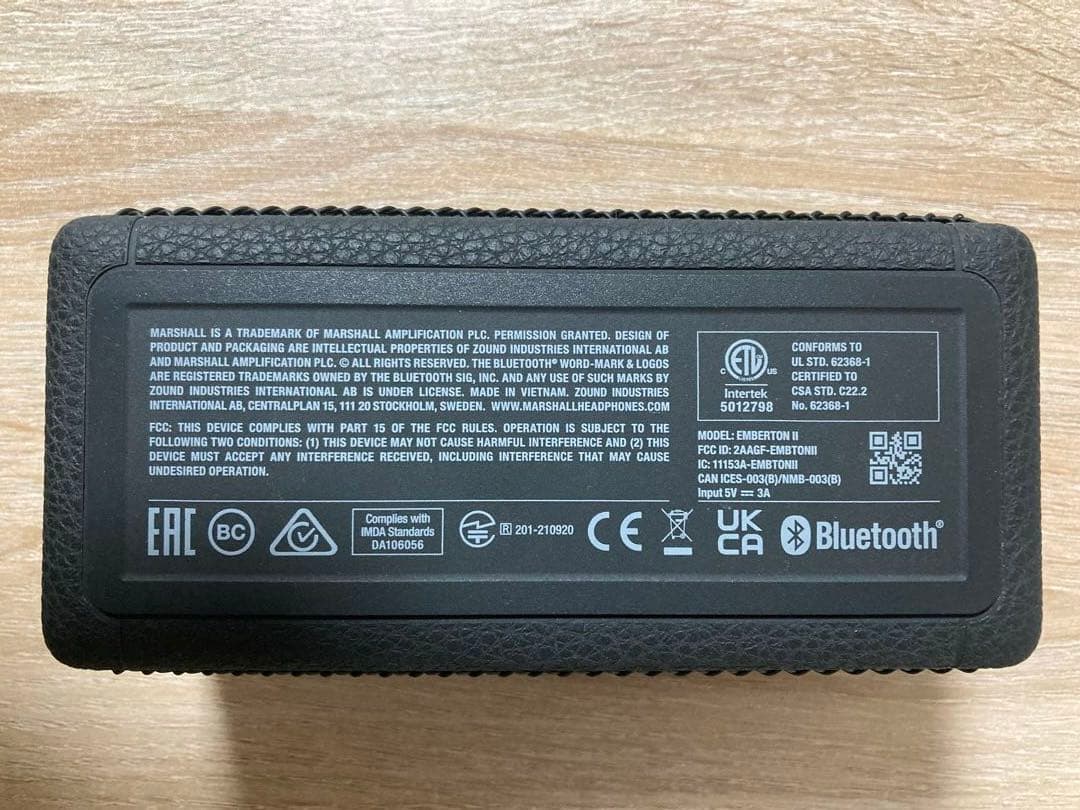 MARSHALL IS A TRADEMARK OF MARSHALL AMPLIFICATION PLC. PERMISSION GRANTED. DESIGN OF
PRODUCT AND PACKAGING ARE INTELLECTUAL PROPERTIES OF ZOUND INDUSTRIES INTERNATIONAL AB
AND MARSHALL AMPLIFICATION PLC. © ALL RIGHTS RESERVED. THE BLUETOOTH® WORD-MARK & LOGOS
ARE REGISTERED TRADEMARKS OWNED BY THE BLUETOOTH SIG, INC. AND ANY USE OF SUCH MARKS BY
ZOUND INDUSTRIES INTERNATIONAL AB IS UNDER LICENSE. MADE IN VIETNAM. ZOUND INDUSTRIES
INTERNATIONAL AB, CENTRALPLAN 15, 111 20 STOCKHOLM, SWEDEN. WWW.MARSHALLHEADPHONES.COM
FCC: THIS DEVICE COMPLIES WITH PART 15 OF THE FCC RULES. OPERATION IS SUBJECT TO THE
FOLLOWING TWO CONDITIONS: (1) THIS DEVICE MAY NOT CAUSE HARMFUL INTERFERENCE AND (2) THIS
DEVICE MUST ACCEPT ANY INTERFERENCE RECEIVED, INCLUDING INTERFERENCE THAT MAY CAUSE
UNDESIRED OPERATION.
C ETL US
Intertek
5012798
CONFORMS TO
UL STD. 62368-1
CERTIFIED TO
CSA STD. C22.2
No. 62368-1
MODEL: EMBERTON II
FCC ID: 2AAGF-EMBTONII
IC: 11153A-EMBTONII
CAN ICES-003(B)/NMB-003(B)
Input 5V ⎓ 3A
EAC
BC
Complies with
IMDA Standards
DA106056
R 201-210920
CE
UK
CA
Bluetooth®